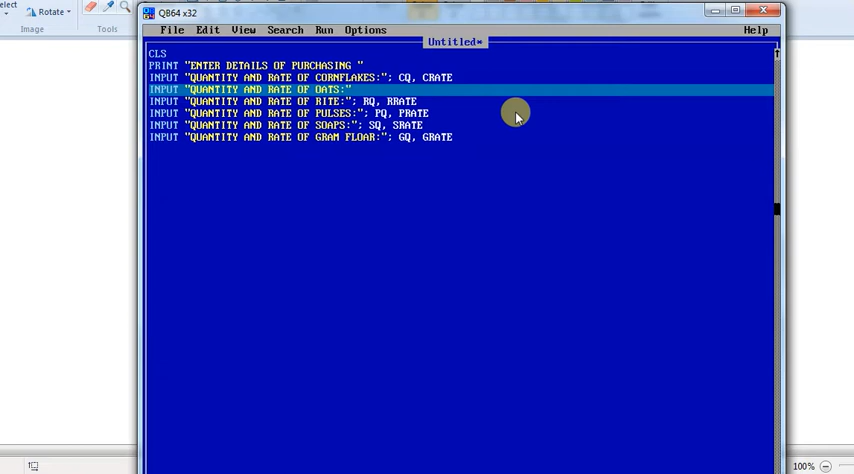 QB64 x32
elect
Rotate
Image
Tools
File Edit View Search Run Options Help
Untitled*
CLS
PRINT "ENTER DETAILS OF PURCHASING "
INPUT "QUANTITY AND RATE OF CORNFLAKES:"; CQ, CRATE
INPUT "QUANTITY AND RATE OF OATS:"
INPUT "QUANTITY AND RATE OF RITE:"; RQ, RRATE
INPUT "QUANTITY AND RATE OF PULSES:"; PQ, PRATE
INPUT "QUANTITY AND RATE OF SOAPS:"; SQ, SRATE
INPUT "QUANTITY AND RATE OF GRAM FLOAR:"; GQ, GRATE
100%